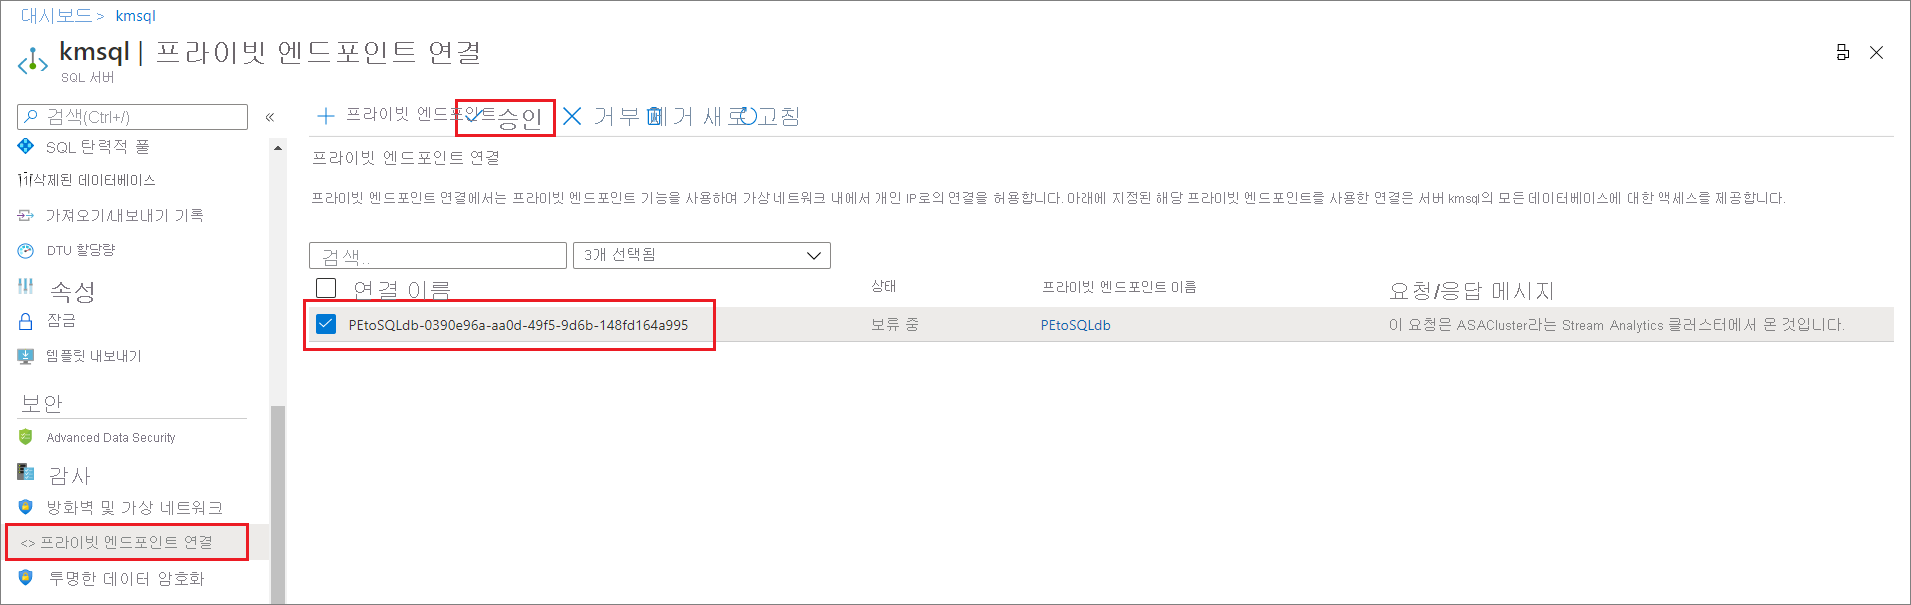 대시보드 > kmsql
kmsql | 프라이빗 엔드포인트 연결
SQL 서버
검색(Ctrl+/)
«
SQL 탄력적 풀
삭제된 데이터베이스
가져오기/내보내기 기록
DTU 할당량
속성
잠금
템플릿 내보내기
보안
Advanced Data Security
감사
방화벽 및 가상 네트워크
<> 프라이빗 엔드포인트 연결
투명한 데이터 암호화
프라이빗 엔드포인트 승인 거부 제거 새로 고침
프라이빗 엔드포인트 연결
프라이빗 엔드포인트 연결에서는 프라이빗 엔드포인트 기능을 사용하여 가상 네트워크 내에서 개인 IP로의 연결을 허용합니다. 아래에 지정된 해당 프라이빗 엔드포인트를 사용한 연결은 서버 kmsql의 모든 데이터베이스에 대한 액세스를 제공합니다.
검색..
3개 선택됨
연결 이름 상태 프라이빗 엔드포인트 이름 요청/응답 메시지
PEtoSQLdb-0390e96a-aa0d-49f5-9d6b-148fd164a995 보류 중 PEtoSQLdb 이 요청은 ASACluster라는 Stream Analytics 클러스터에서 온 것입니다.